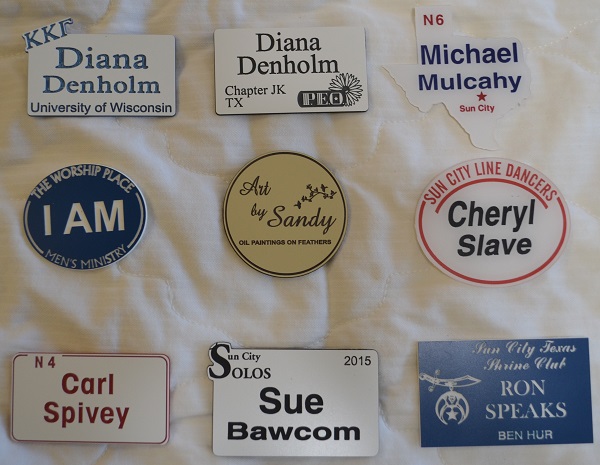 KKΓ
Diana
Denholm
University of Wisconsin
Diana
Denholm
Chapter JK
TX
PEO
N6
Michael
Mulcahy
Sun City
THE WORSHIP PLACE
I AM
MEN'S MINISTRY
Art
by
Sandy
OIL PAINTINGS ON FEATHERS
SUN CITY LINE DANCERS
Cheryl
Slave
N4
Carl
Spivey
Sun City
SOLOS
2015
Sue
Bawcom
Sun City Texas
Shrine Club
RON
SPEAKS
BEN HUR